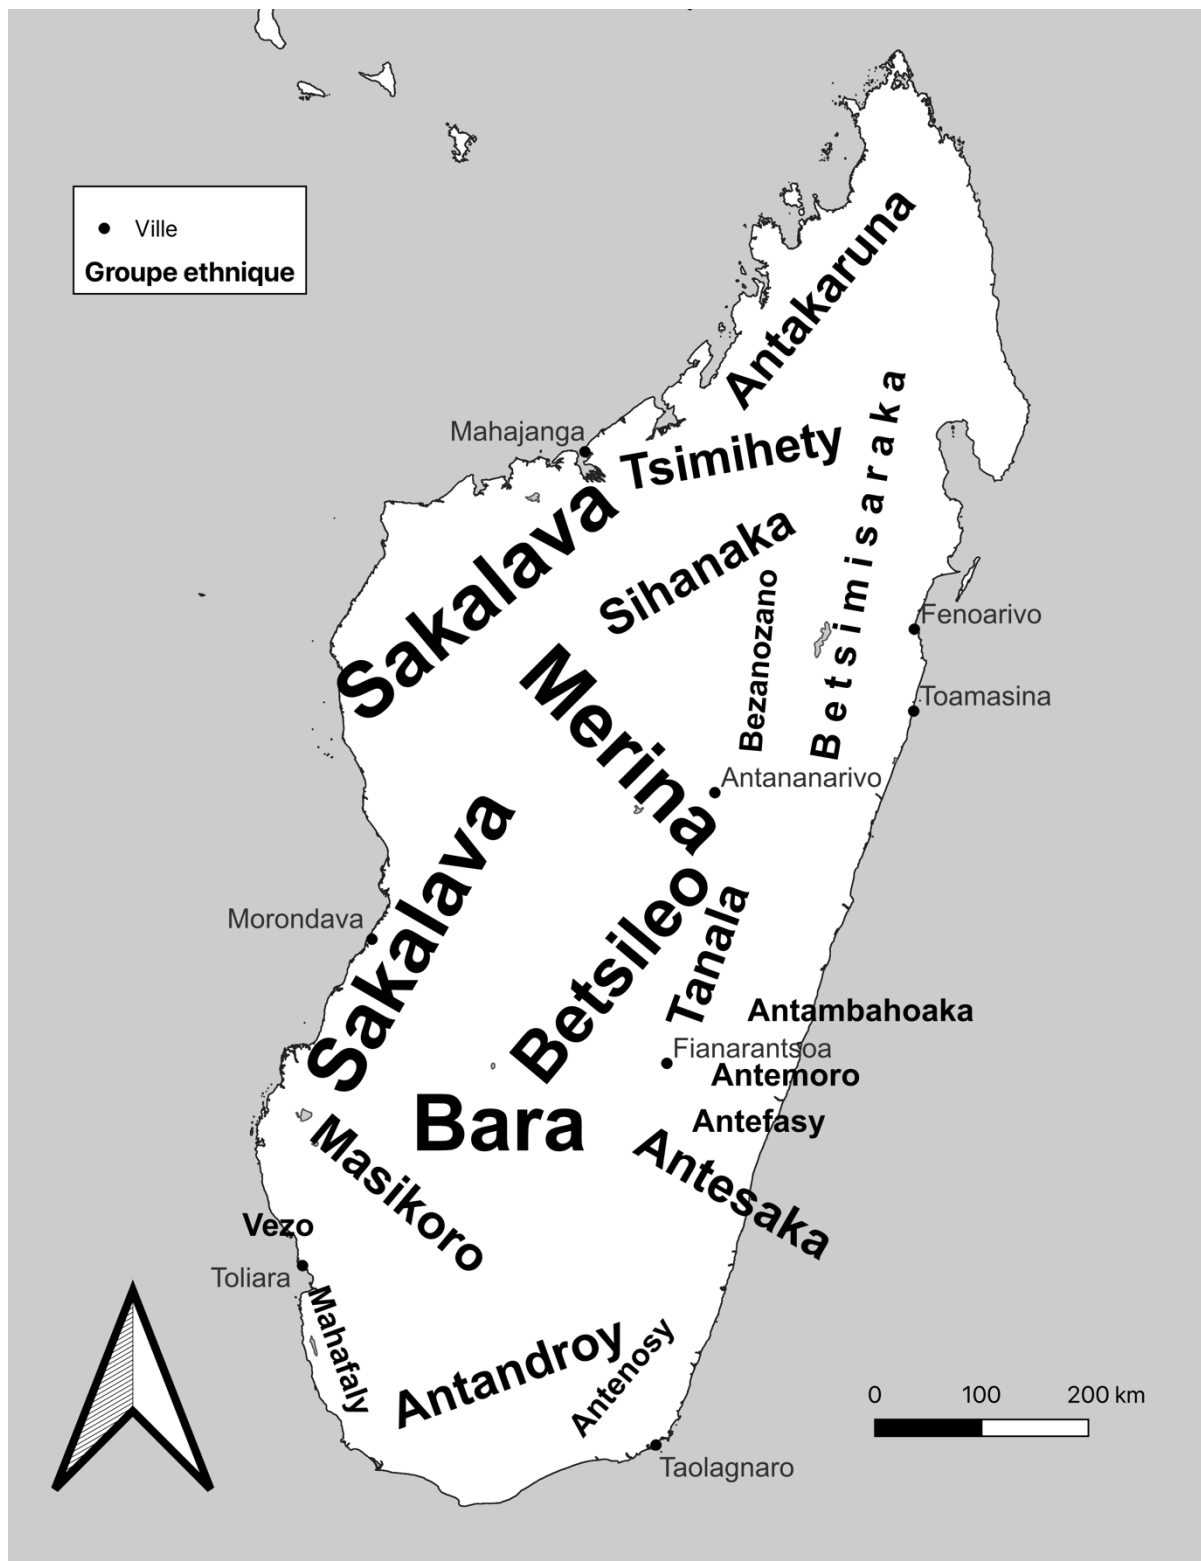 Ville
Groupe ethnique
Antakaruna
Mahajanga
Tsimihety
Betsimisaraka
Sakalava
Sihanaka
Bezanozano
Fenoarivo
Merina
Toamasina
Antananarivo
Sakalava
Betsileo
Tanala
Morondava
Antambahoaka
Fianarantsoa
Antemoro
Bara
Antefasy
Masikoro
Antesaka
Vezo
Toliara
Mahafaly
Antandroy
Antenosy
0 100 200 km
Taolagnaro